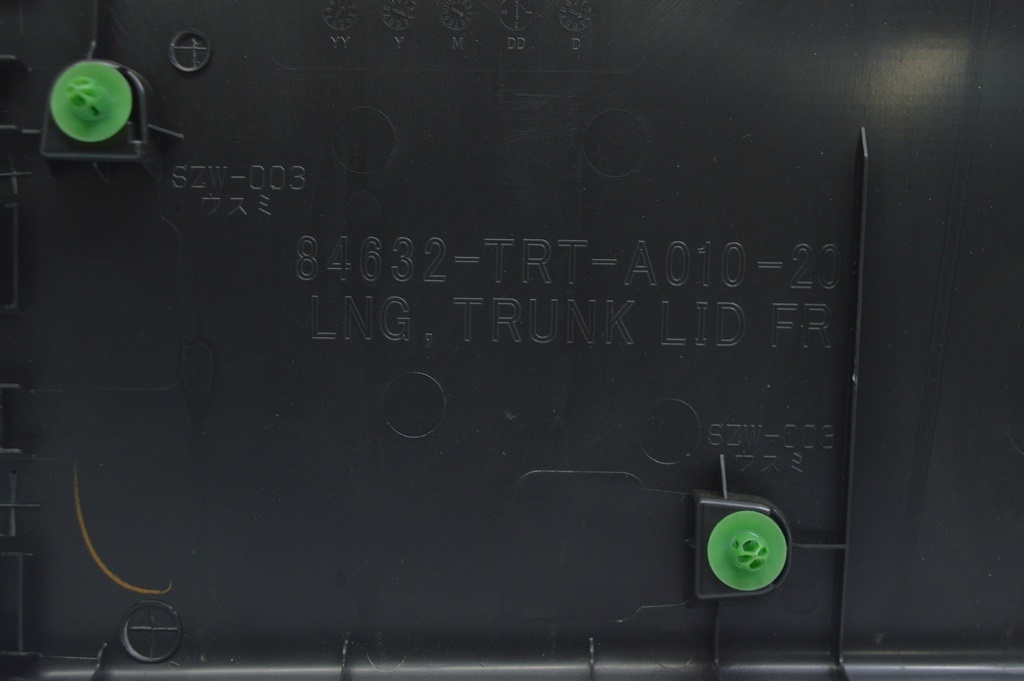 YY Y M DD D
SZW-003
ウスミ
84632-TRT-A010-20
LNG, TRUNK LID FR
SZW-003
ウスミ